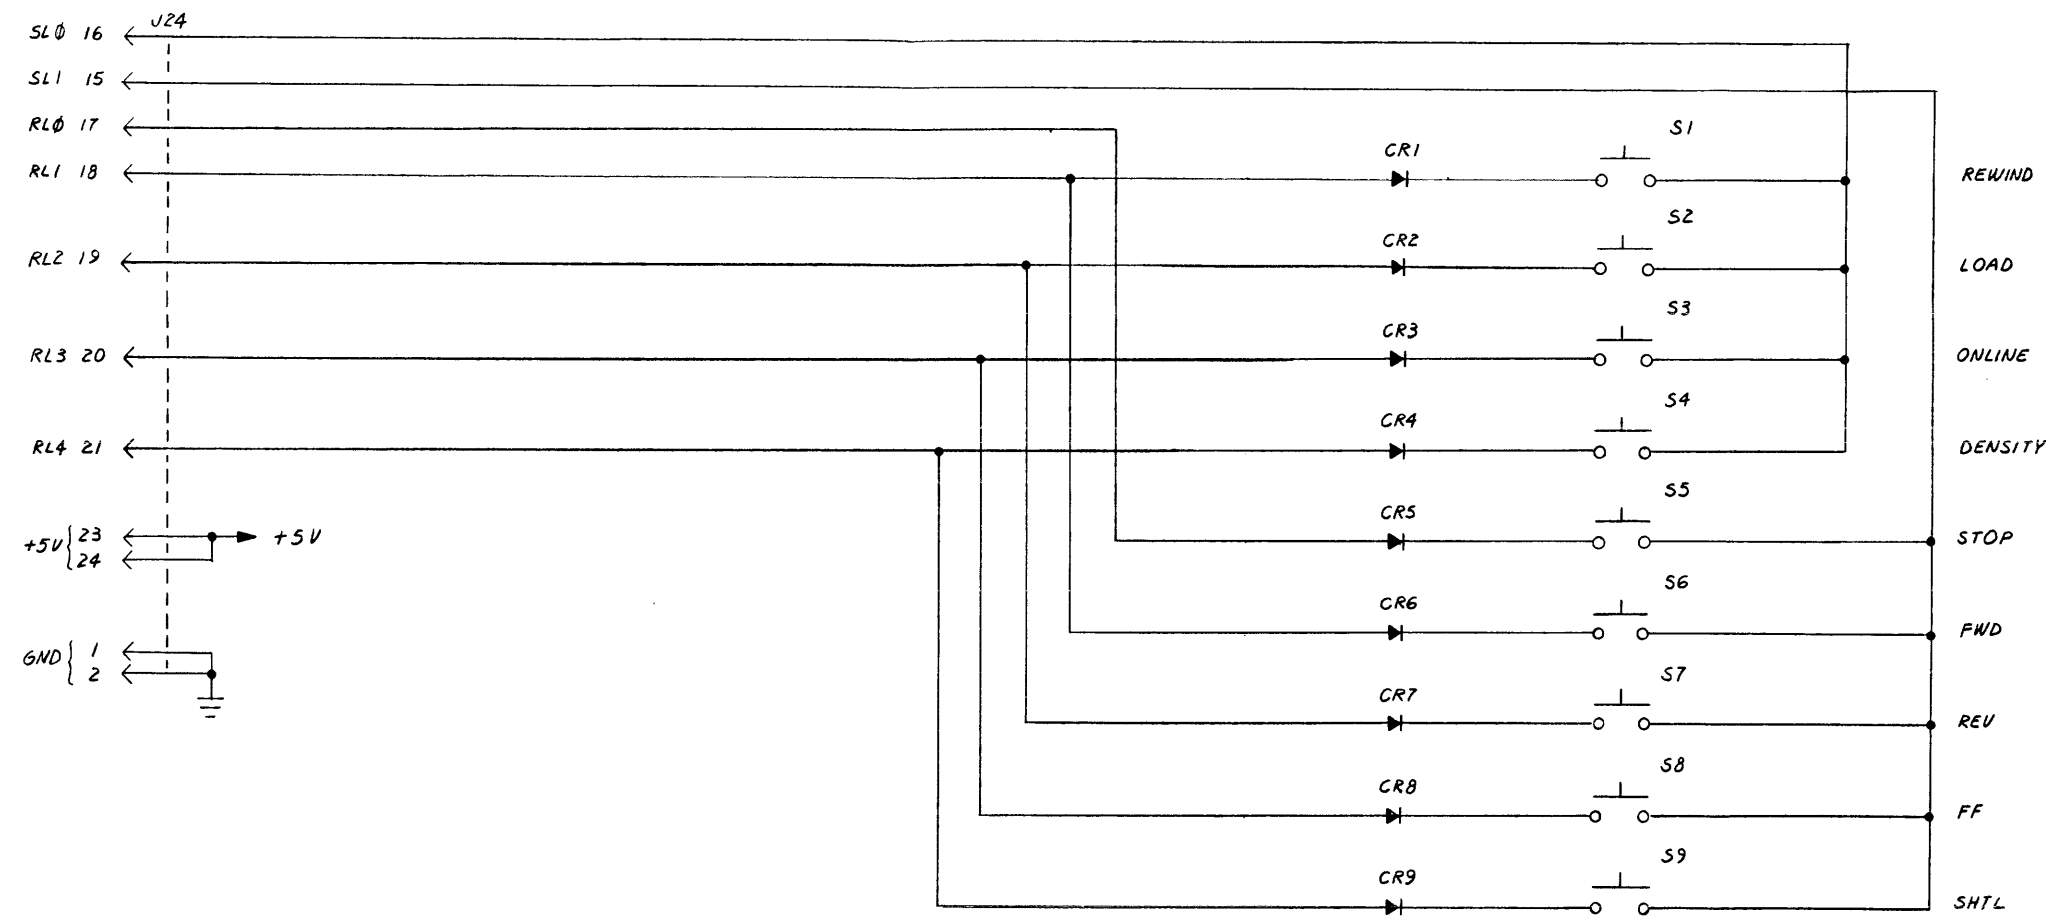 J24
SLØ 16
SL1 15
RLØ 17
RL1 18
RL2 19
RL3 20
RL4 21
+5V { 23
24
+5V
GND { 1
2
S1
CR1
REWIND
S2
CR2
LOAD
S3
CR3
ONLINE
S4
CR4
DENSITY
S5
CR5
STOP
S6
CR6
FWD
S7
CR7
REV
S8
CR8
FF
S9
CR9
SHTL